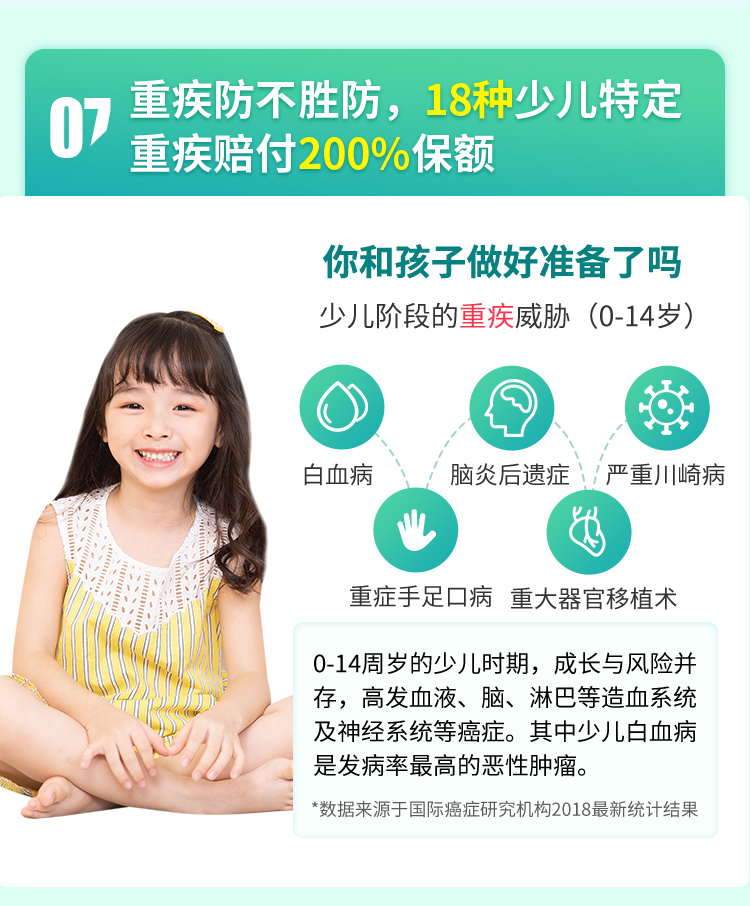 07
重疾防不胜防，18种少儿特定
重疾赔付200%保额
你和孩子做好准备了吗
少儿阶段的重疾威胁（0-14岁）
白血病
脑炎后遗症
严重川崎病
重症手足口病
重大器官移植术
0-14周岁的少儿时期，成长与风险并
存，高发血液、脑、淋巴等造血系统
及神经系统等癌症。其中少儿白血病
是发病率最高的恶性肿瘤。
*数据来源于国际癌症研究机构2018最新统计结果